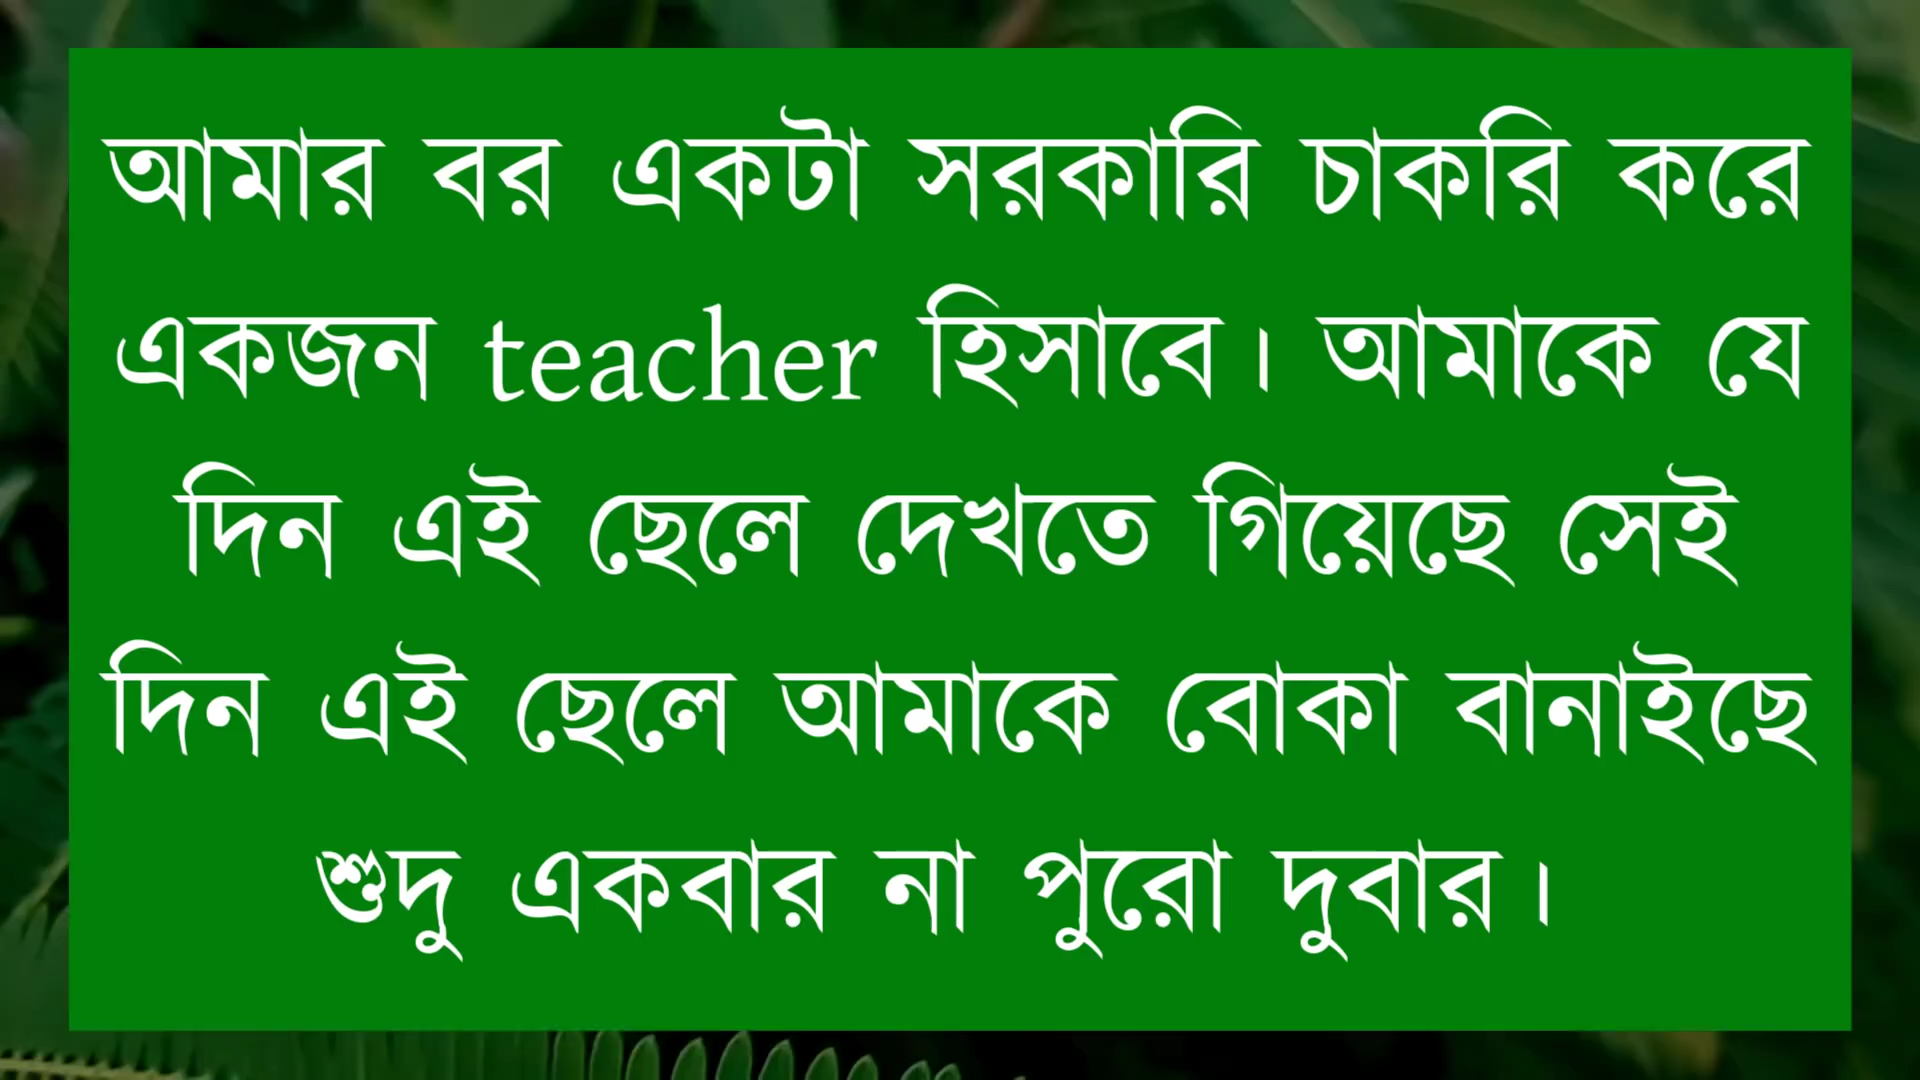 আমার বর একটা সরকারি চাকরি করে
একজন teacher হিসাবে। আমাকে যে
দিন এই ছেলে দেখতে গিয়েছে সেই
দিন এই ছেলে আমাকে বোকা বানাইছে
শুদু একবার না পুরো দুবার।